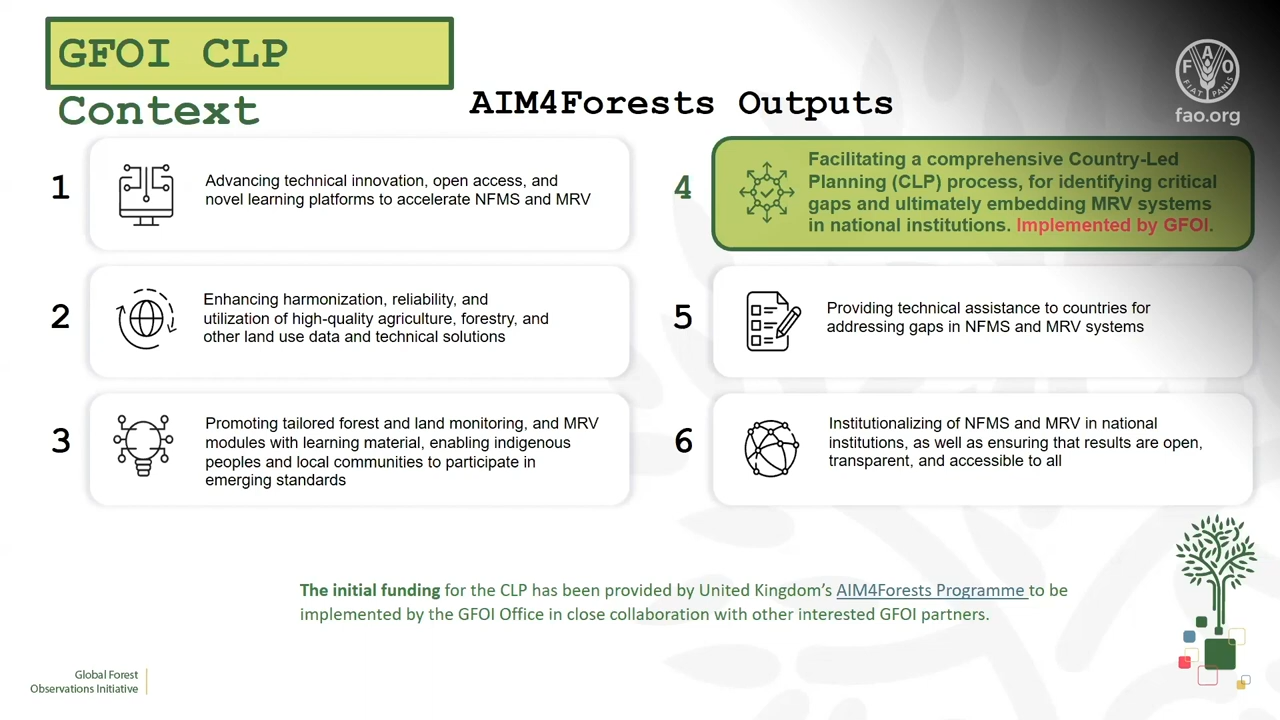 GFOI CLP
Context
AIM4Forests Outputs
FAO
FIAT PANIS
fao.org
1
Advancing technical innovation, open access, and
novel learning platforms to accelerate NFMS and MRV
2
Enhancing harmonization, reliability, and
utilization of high-quality agriculture, forestry, and
other land use data and technical solutions
3
Promoting tailored forest and land monitoring, and MRV
modules with learning material, enabling indigenous
peoples and local communities to participate in
emerging standards
4
Facilitating a comprehensive Country-Led
Planning (CLP) process, for identifying critical
gaps and ultimately embedding MRV systems
in national institutions. Implemented by GFOI.
5
Providing technical assistance to countries for
addressing gaps in NFMS and MRV systems
6
Institutionalizing of NFMS and MRV in national
institutions, as well as ensuring that results are open,
transparent, and accessible to all
The initial funding for the CLP has been provided by United Kingdom's AIM4Forests Programme to be
implemented by the GFOI Office in close collaboration with other interested GFOI partners.
Global Forest
Observations Initiative